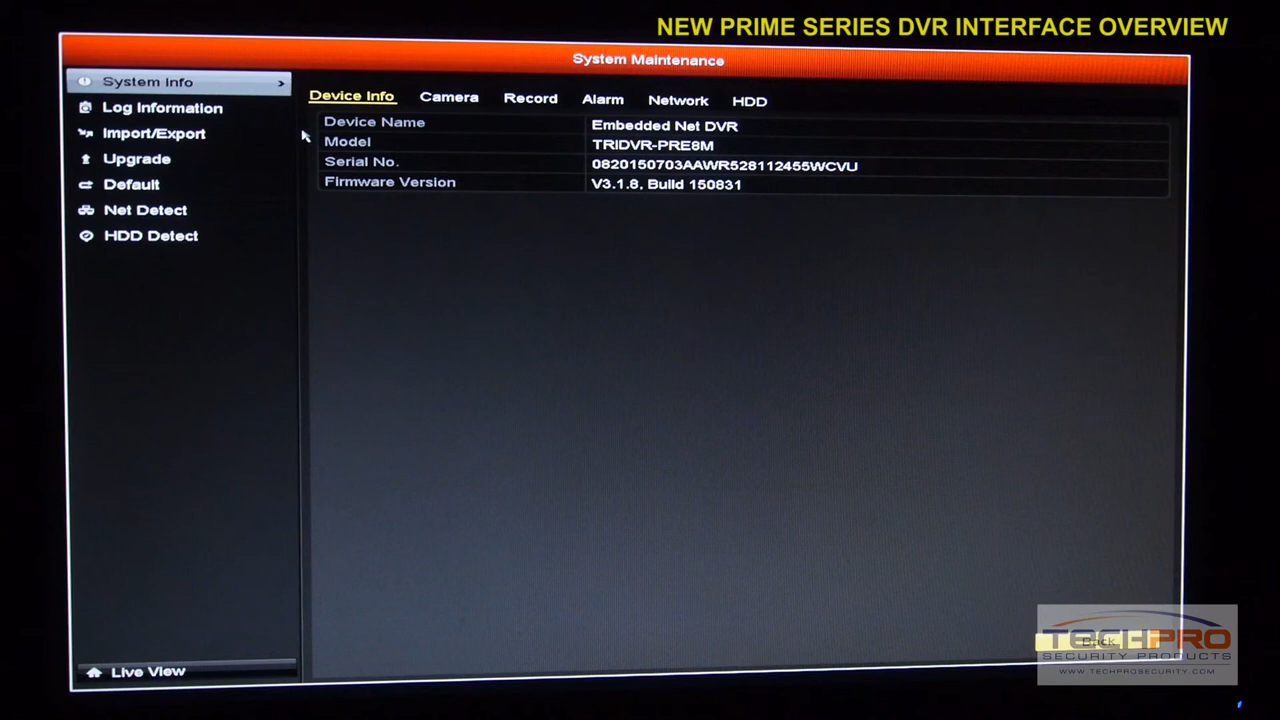 NEW PRIME SERIES DVR INTERFACE OVERVIEW
System Maintenance
System Info >
Log Information
Import/Export
Upgrade
Default
Net Detect
HDD Detect
Live View
Device Info Camera Record Alarm Network HDD
Device Name Embedded Net DVR
Model TRIDVR-PRE8M
Serial No. 0820150703AAWR528112455WCVU
Firmware Version V3.1.8, Build 150831
Back
TECHPRO
SECURITY PRODUCTS
WWW.TECHPROSECURITY.COM